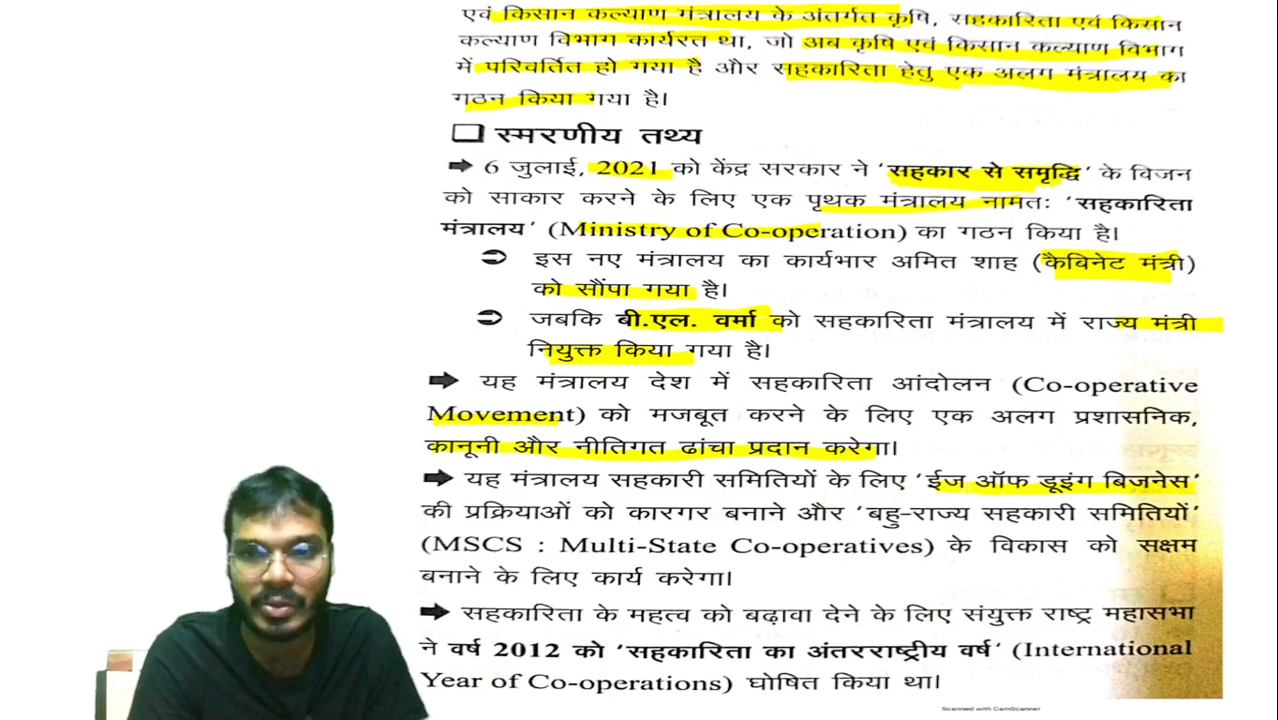 एवं किसान कल्याण मंत्रालय के अंतर्गत कृषि, सहकारिता एवं किसान
कल्याण विभाग कार्यरत था, जो अब कृषि एवं किसान कल्याण विभाग
में परिवर्तित हो गया है और सहकारिता हेतु एक अलग मंत्रालय का
गठन किया गया है।
❑ स्मरणीय तथ्य
➡ 6 जुलाई, 2021 को केंद्र सरकार ने 'सहकार से समृद्धि' के विजन
को साकार करने के लिए एक पृथक मंत्रालय नामतः 'सहकारिता
मंत्रालय' (Ministry of Co-operation) का गठन किया है।
➲ इस नए मंत्रालय का कार्यभार अमित शाह (कैबिनेट मंत्री)
को सौंपा गया है।
➲ जबकि बी.एल. वर्मा को सहकारिता मंत्रालय में राज्य मंत्री
नियुक्त किया गया है।
➡ यह मंत्रालय देश में सहकारिता आंदोलन (Co-operative
Movement) को मजबूत करने के लिए एक अलग प्रशासनिक,
कानूनी और नीतिगत ढांचा प्रदान करेगा।
➡ यह मंत्रालय सहकारी समितियों के लिए 'ईज ऑफ डूइंग बिजनेस'
की प्रक्रियाओं को कारगर बनाने और 'बहु-राज्य सहकारी समितियों'
(MSCS : Multi-State Co-operatives) के विकास को सक्षम
बनाने के लिए कार्य करेगा।
➡ सहकारिता के महत्व को बढ़ावा देने के लिए संयुक्त राष्ट्र महासभा
ने वर्ष 2012 को 'सहकारिता का अंतरराष्ट्रीय वर्ष' (International
Year of Co-operations) घोषित किया था।
Scanned with CamScanner